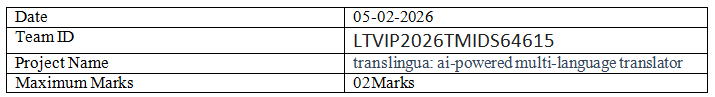 Date 05-02-2026
Team ID LTVIP2026TMIDS64615
Project Name translingua: ai-powered multi-language translator
Maximum Marks 02Marks